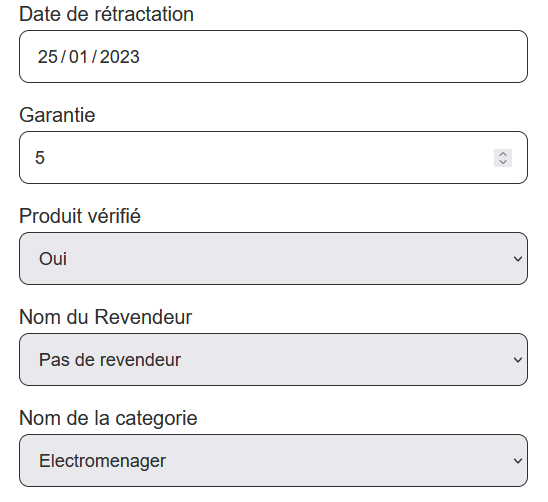 Date de rétractation
25/01/2023
Garantie
5
Produit vérifié
Oui
Nom du Revendeur
Pas de revendeur
Nom de la categorie
Electromenager